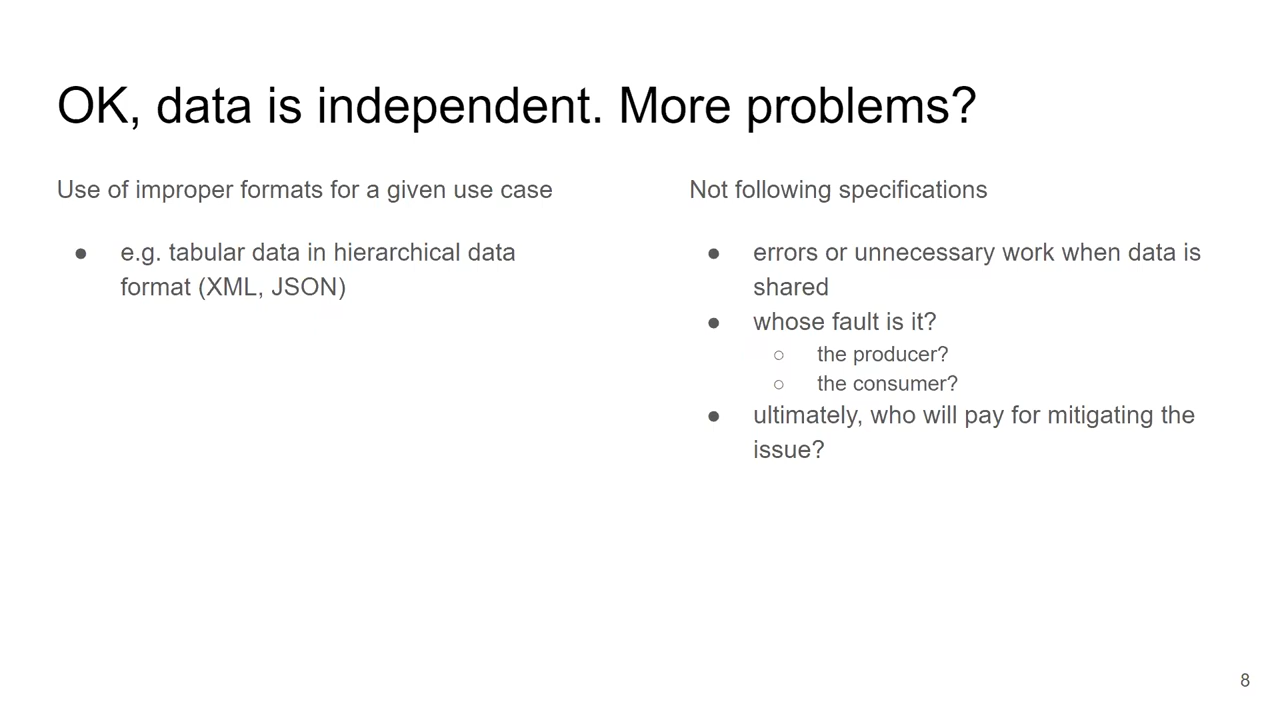 OK, data is independent. More problems?
Use of improper formats for a given use case
● e.g. tabular data in hierarchical data
format (XML, JSON)
Not following specifications
● errors or unnecessary work when data is
shared
● whose fault is it?
○ the producer?
○ the consumer?
● ultimately, who will pay for mitigating the
issue?
8